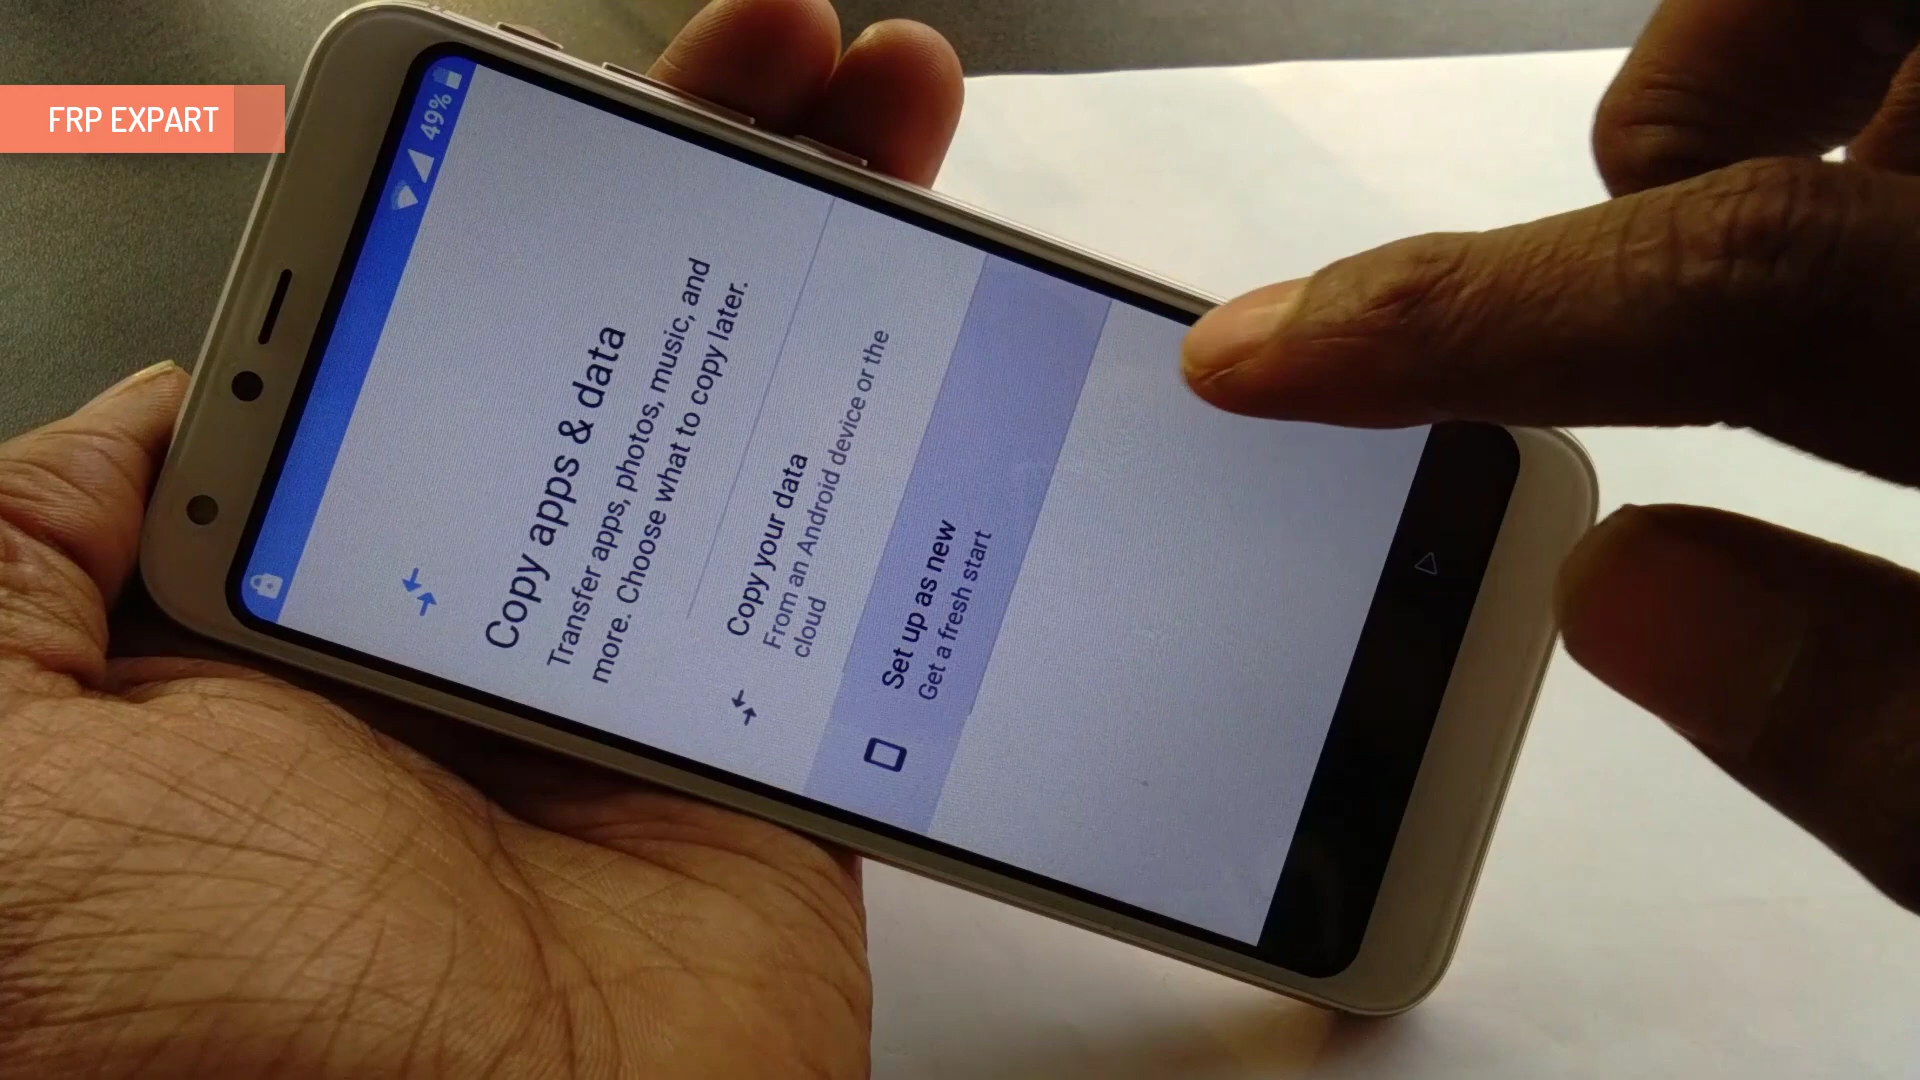 FRP EXPART
49%
Copy apps & data
Transfer apps, photos, music, and
more. Choose what to copy later.
Copy your data
From an Android device or the
cloud
Set up as new
Get a fresh start